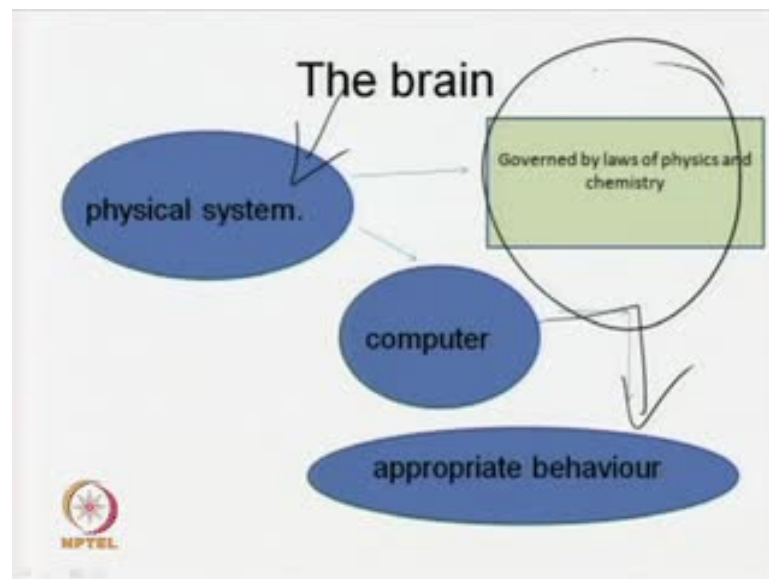 The brain
Governed by laws of physics and
chemistry
physical system.
computer
appropriate behaviour
NPTEL